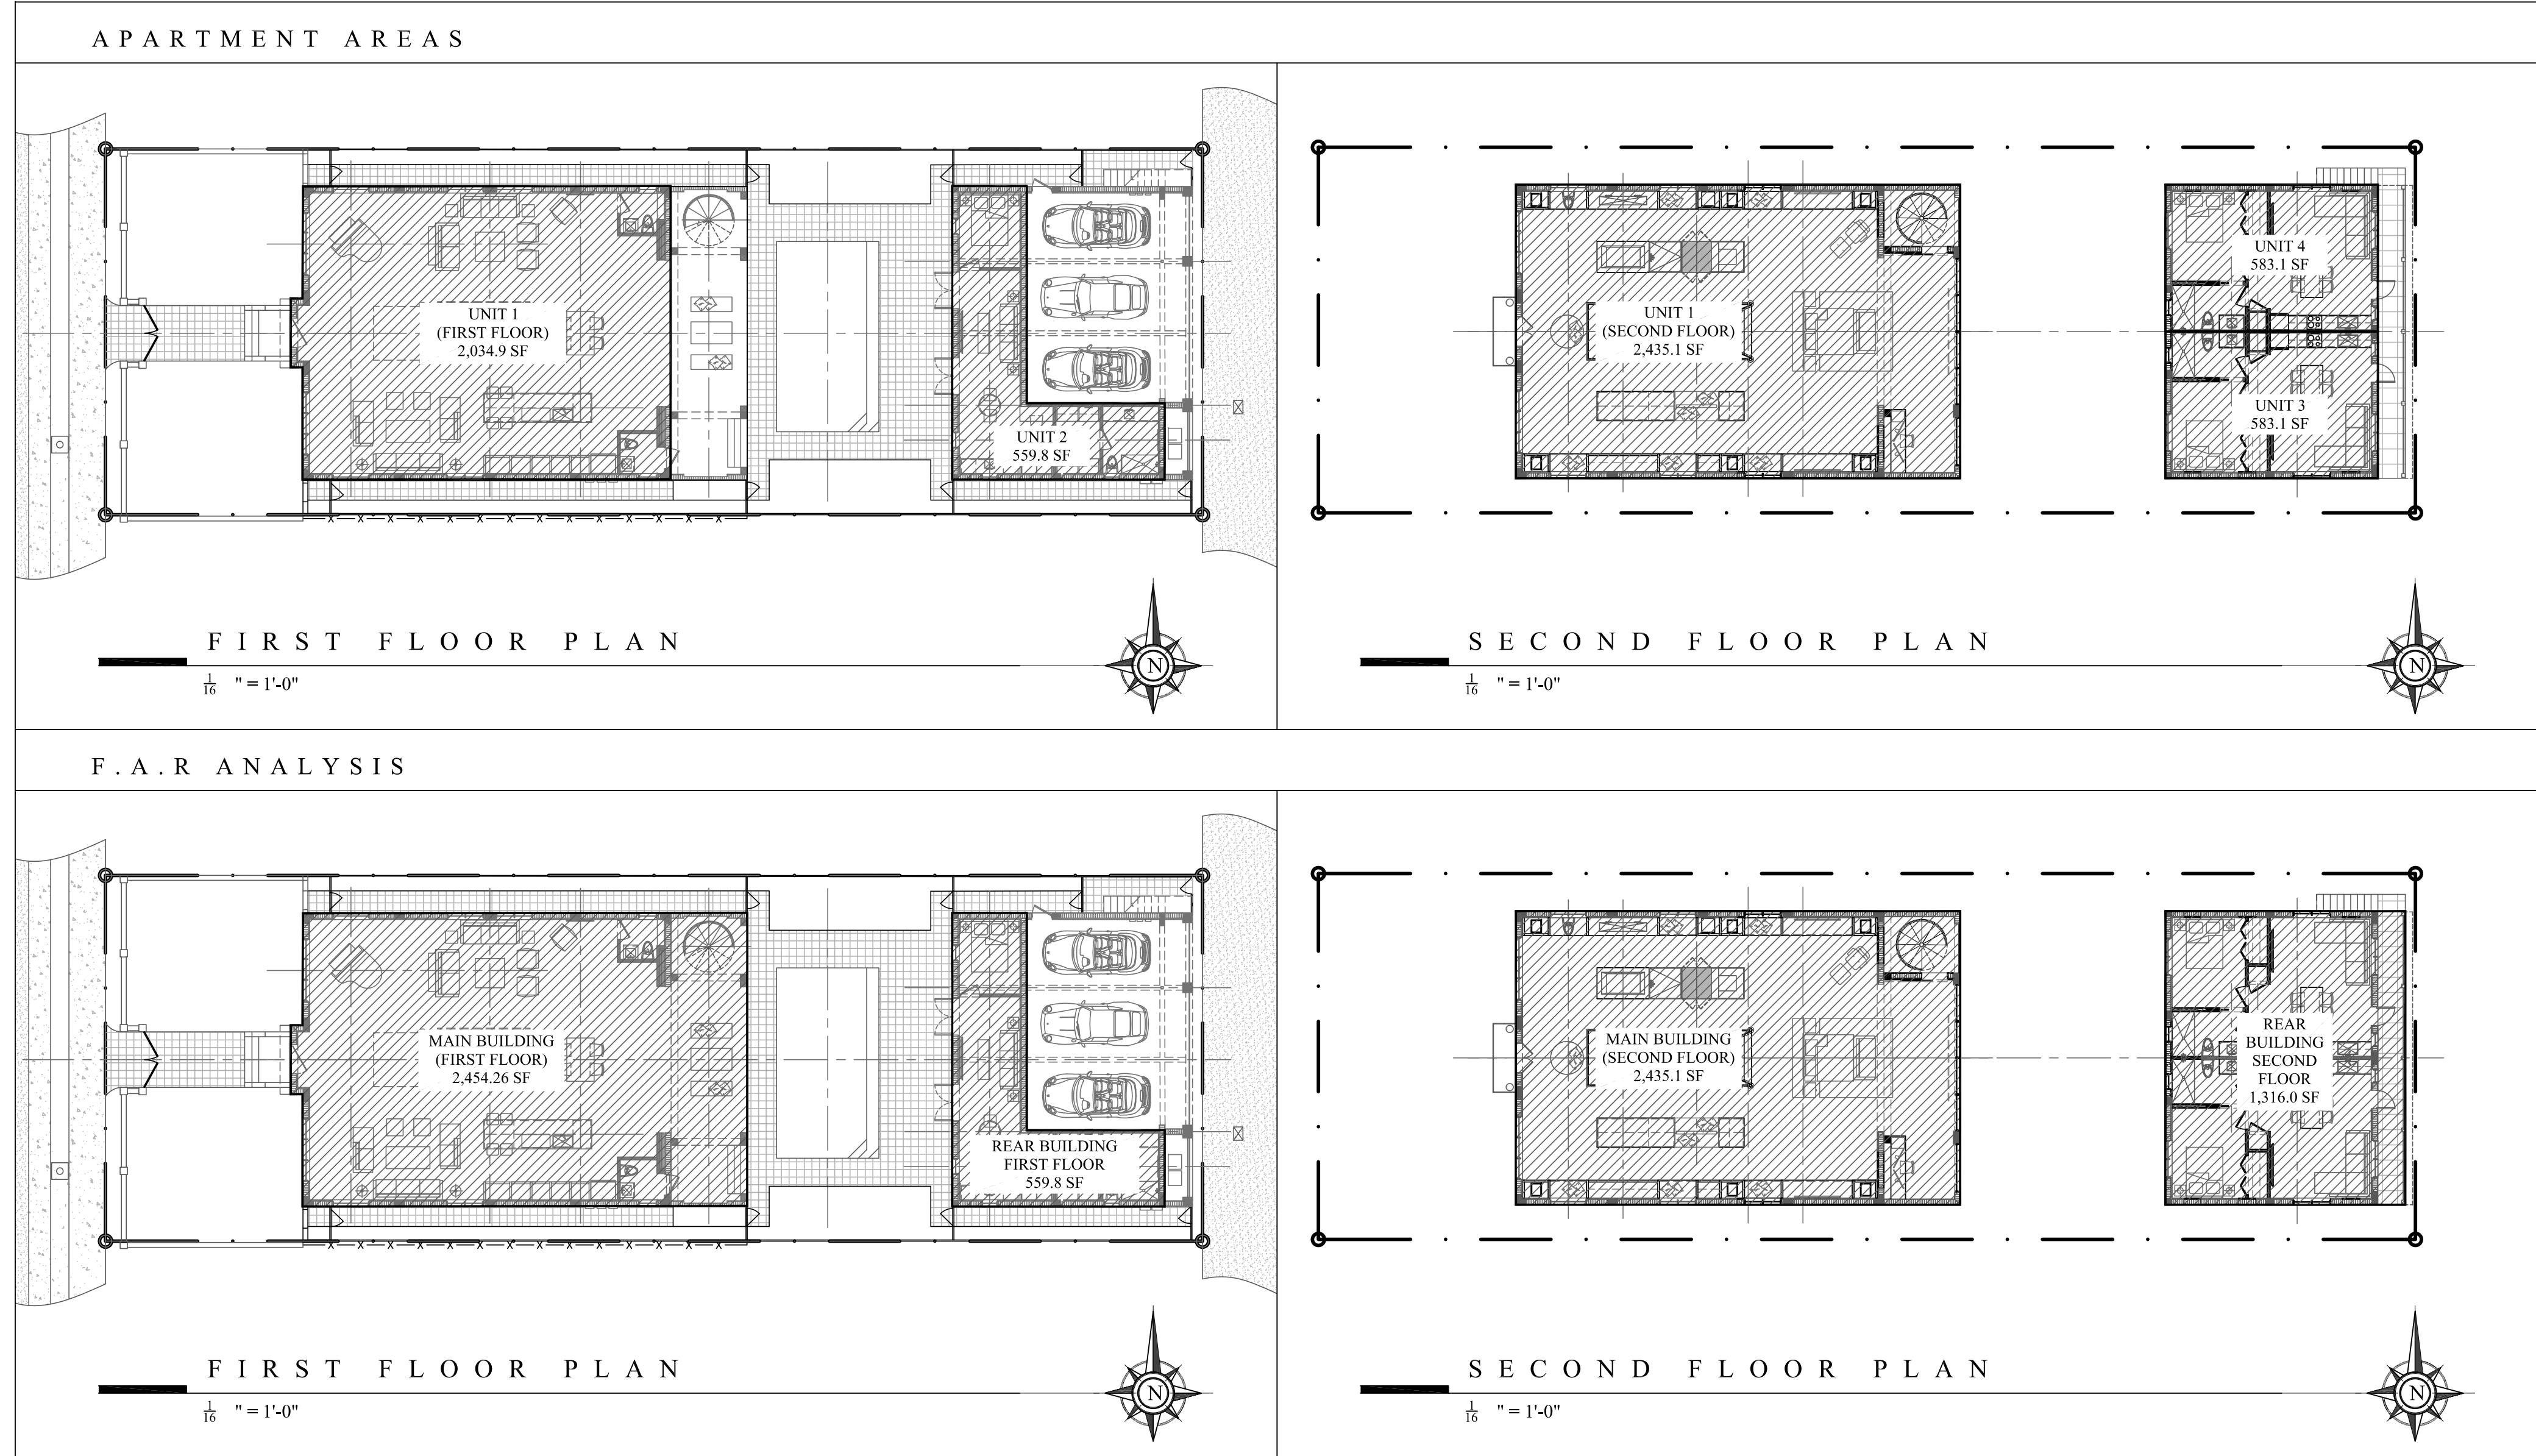 APARTMENT AREAS
UNIT 1
(FIRST FLOOR)
2,034.9 SF
UNIT 2
559.8 SF
FIRST FLOOR PLAN
1/16 " = 1'-0"
N
UNIT 1
(SECOND FLOOR)
2,435.1 SF
UNIT 4
583.1 SF
UNIT 3
583.1 SF
SECOND FLOOR PLAN
1/16 " = 1'-0"
N
F.A.R ANALYSIS
MAIN BUILDING
(FIRST FLOOR)
2,454.26 SF
REAR BUILDING
FIRST FLOOR
559.8 SF
FIRST FLOOR PLAN
1/16 " = 1'-0"
N
MAIN BUILDING
(SECOND FLOOR)
2,435.1 SF
REAR
BUILDING
SECOND
FLOOR
1,316.0 SF
SECOND FLOOR PLAN
1/16 " = 1'-0"
N